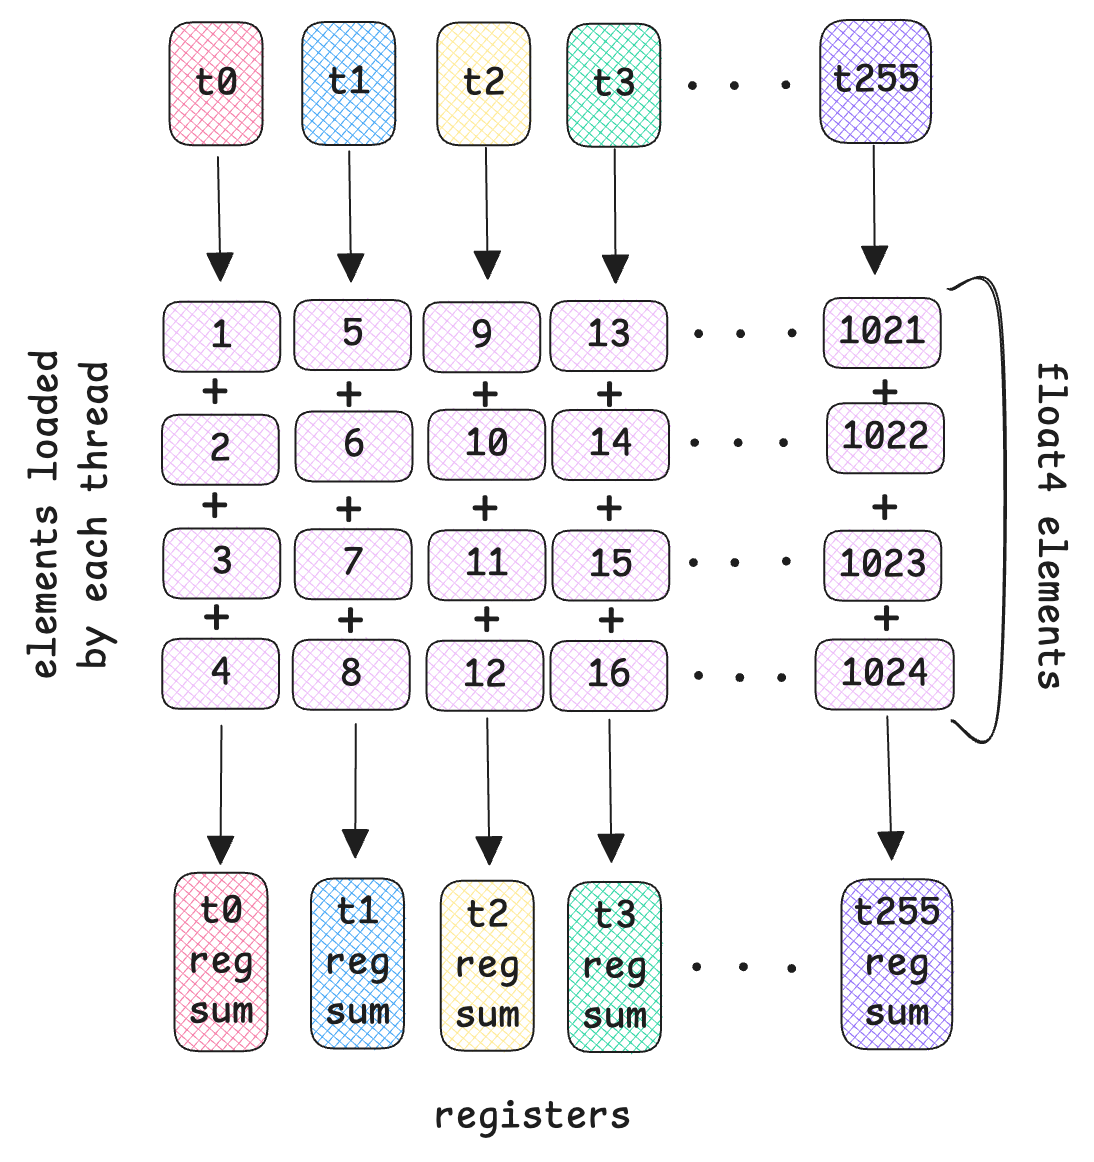 t0 t1 t2 t3 . . . t255
elements loaded
by each thread
1 5 9 13 . . . 1021
+ + + + +
2 6 10 14 . . . 1022
+ + + + +
3 7 11 15 . . . 1023
+ + + + +
4 8 12 16 . . . 1024
float4 elements
t0
reg
sum
t1
reg
sum
t2
reg
sum
t3
reg
sum
. . .
t255
reg
sum
registers